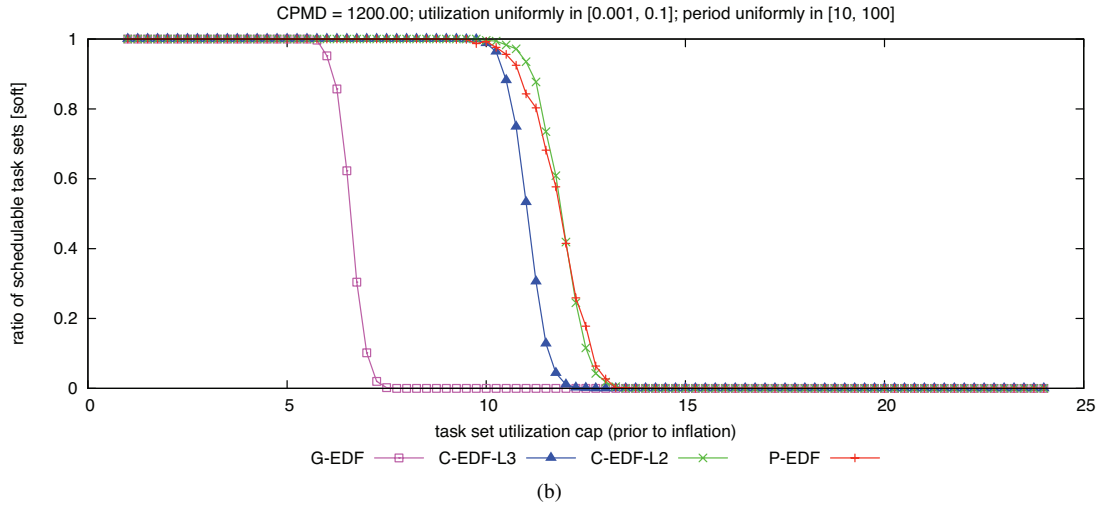 CPMD = 1200.00; utilization uniformly in [0.001, 0.1]; period uniformly in [10, 100]
1
0.8
0.6
0.4
0.2
0
ratio of schedulable task sets [soft]
0 5 10 15 20 25
task set utilization cap (prior to inflation)
G-EDF C-EDF-L3 C-EDF-L2 P-EDF
(b)